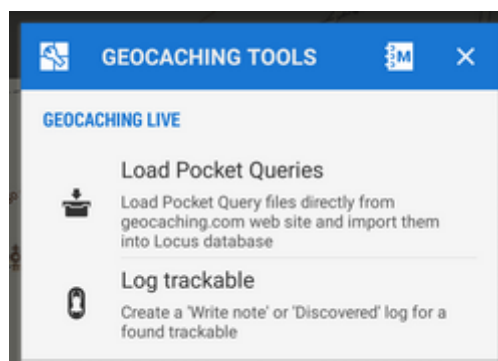 GEOCACHING TOOLS
M
GEOCACHING LIVE
Load Pocket Queries
Load Pocket Query files directly from
geocaching.com web site and import them
into Locus database
Log trackable
Create a 'Write note' or 'Discovered' log for a
found trackable